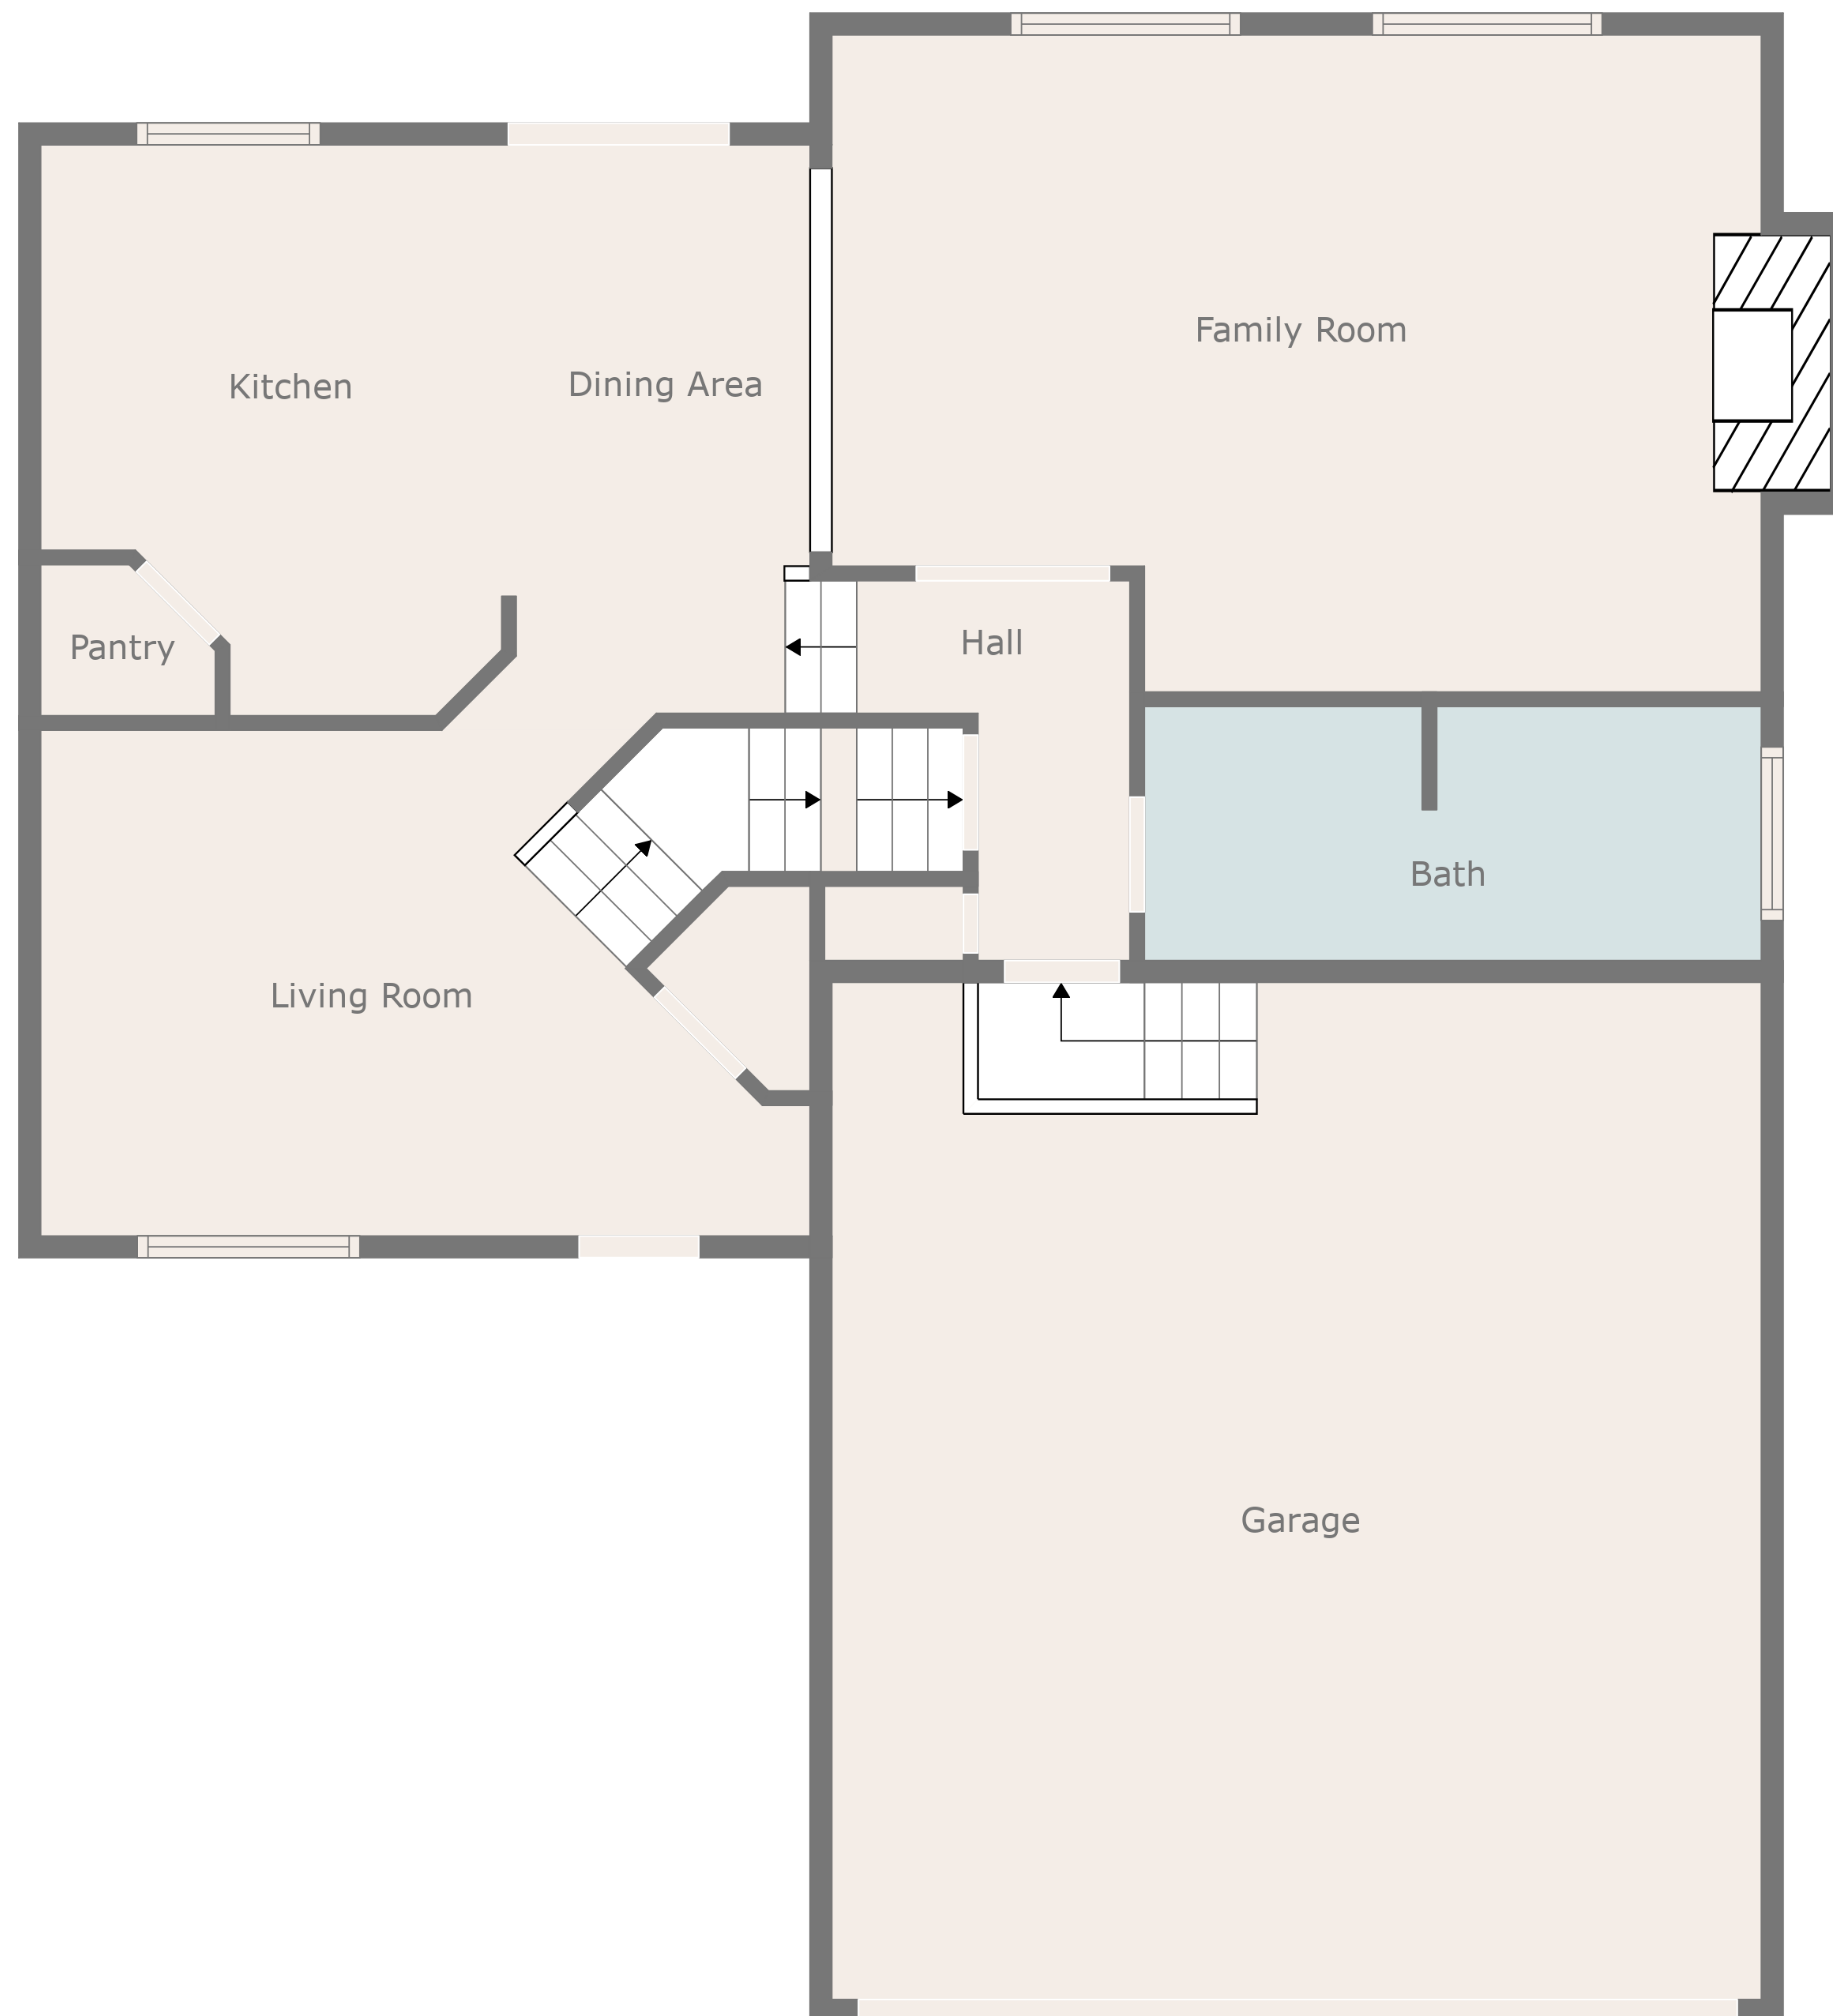 Family Room
Kitchen
Dining Area
Hall
Pantry
Bath
Living Room
Garage